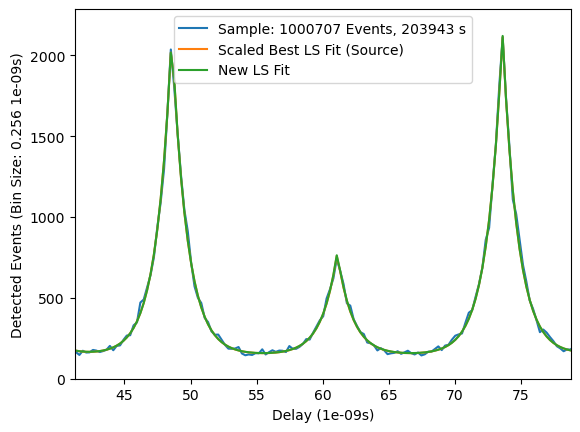 Sample: 1000707 Events, 203943 s
Scaled Best LS Fit (Source)
New LS Fit
Detected Events (Bin Size: 0.256 1e-09s)
2000
1500
1000
500
0
45 50 55 60 65 70 75
Delay (1e-09s)